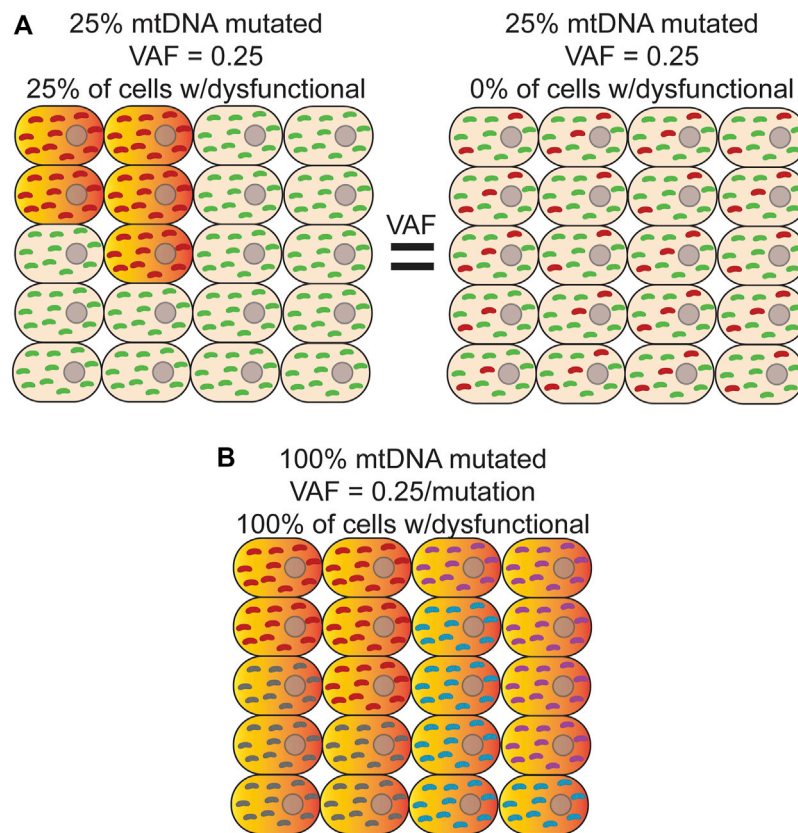 A
25% mtDNA mutated
VAF = 0.25
25% of cells w/dysfunctional
25% mtDNA mutated
VAF = 0.25
0% of cells w/dysfunctional
VAF
=
B
100% mtDNA mutated
VAF = 0.25/mutation
100% of cells w/dysfunctional